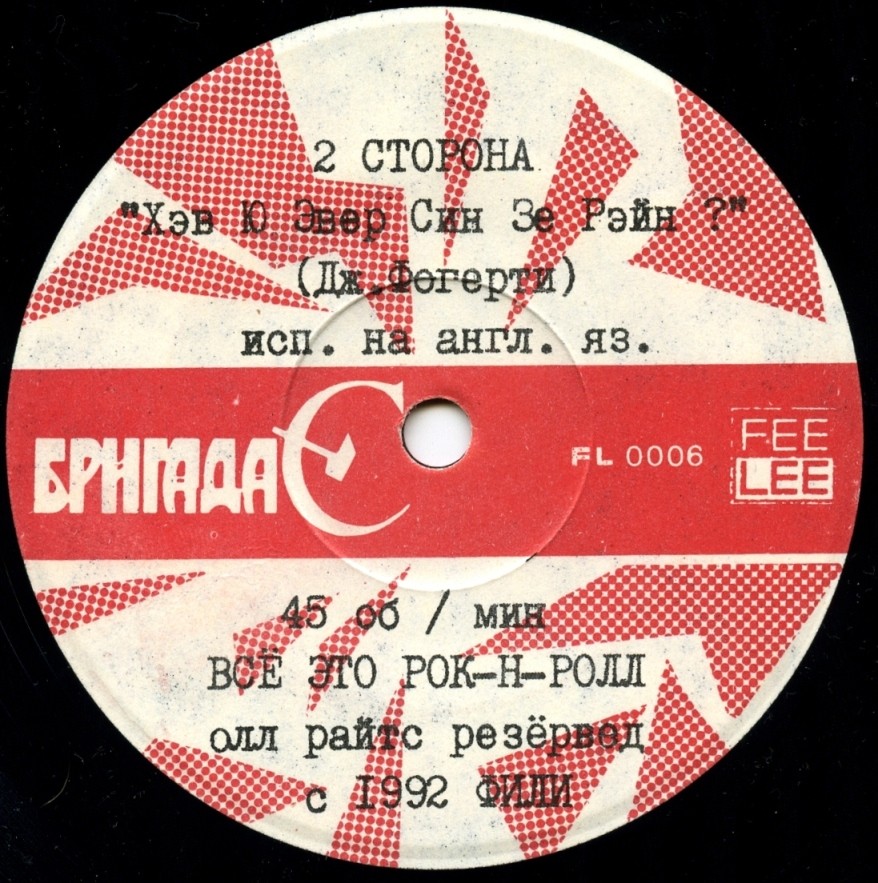 2 СТОРОНА
"Хэв Ю Эвер Син Зе Рэйн ?"
(Дж.Фогерти)
исп. на англ. яз.
БРИГАДА С
FL 0006
FEE
LEE
45 об / мин
ВСЁ ЭТО РОК-Н-РОЛЛ
олл райтс резёрвед
с 1992 ФИЛИ